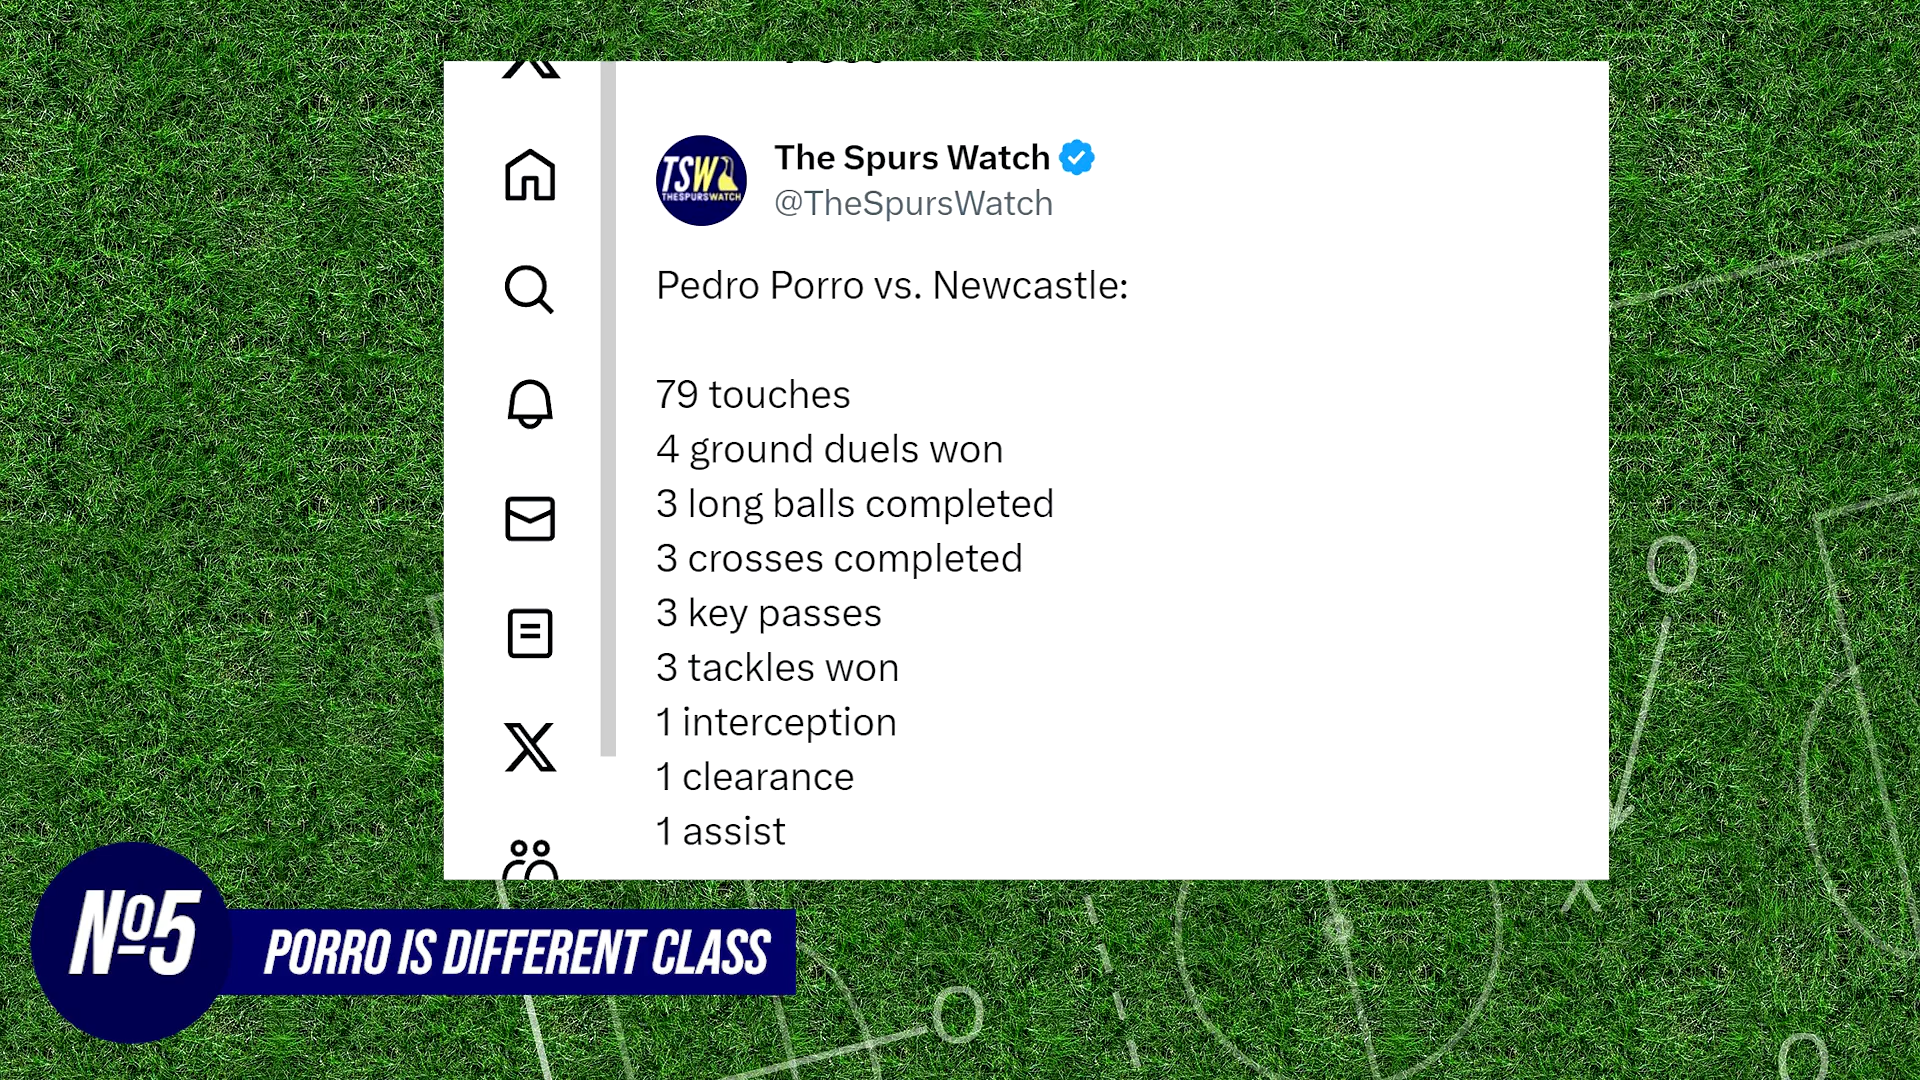 TSW
THESPURSWATCH
The Spurs Watch
@TheSpursWatch
Pedro Porro vs. Newcastle:
79 touches
4 ground duels won
3 long balls completed
3 crosses completed
3 key passes
3 tackles won
1 interception
1 clearance
1 assist
Nº5
PORRO IS DIFFERENT CLASS